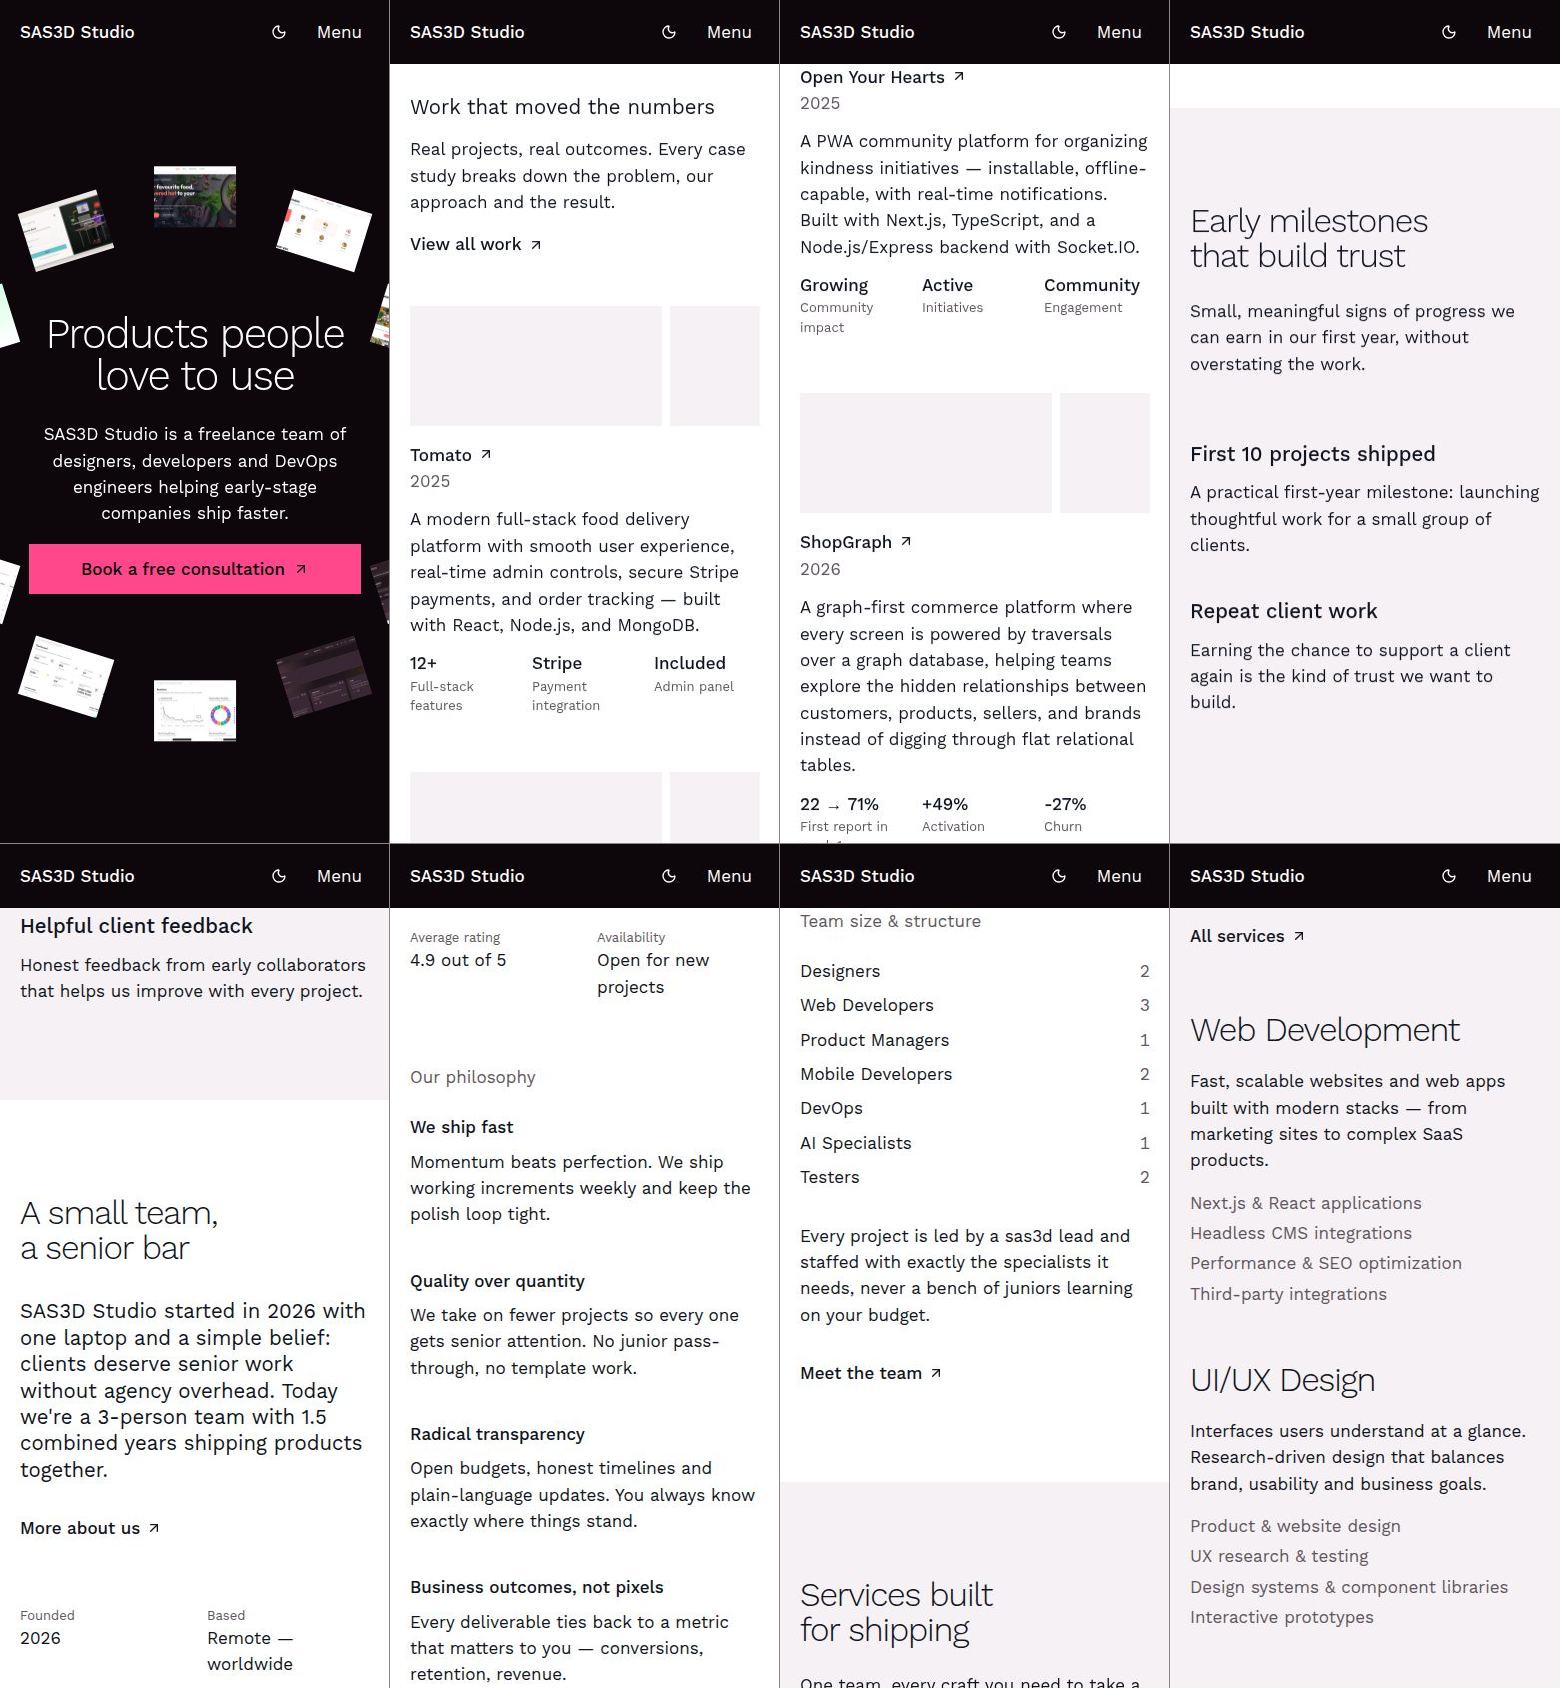 SAS3D Studio
Menu
Products people
love to use
SAS3D Studio is a freelance team of
designers, developers and DevOps
engineers helping early-stage
companies ship faster.
Book a free consultation
SAS3D Studio
Menu
Work that moved the numbers
Real projects, real outcomes. Every case
study breaks down the problem, our
approach and the result.
View all work
Tomato
2025
A modern full-stack food delivery
platform with smooth user experience,
real-time admin controls, secure Stripe
payments, and order tracking — built
with React, Node.js, and MongoDB.
12+
Full-stack
features
Stripe
Payment
integration
Included
Admin panel
SAS3D Studio
Menu
Open Your Hearts
2025
A PWA community platform for organizing
kindness initiatives — installable, offline-
capable, with real-time notifications.
Built with Next.js, TypeScript, and a
Node.js/Express backend with Socket.IO.
Growing
Community
impact
Active
Initiatives
Community
Engagement
ShopGraph
2026
A graph-first commerce platform where
every screen is powered by traversals
over a graph database, helping teams
explore the hidden relationships between
customers, products, sellers, and brands
instead of digging through flat relational
tables.
22 → 71%
First report in
+49%
Activation
-27%
Churn
SAS3D Studio
Menu
Early milestones
that build trust
Small, meaningful signs of progress we
can earn in our first year, without
overstating the work.
First 10 projects shipped
A practical first-year milestone: launching
thoughtful work for a small group of
clients.
Repeat client work
Earning the chance to support a client
again is the kind of trust we want to
build.
SAS3D Studio
Menu
Helpful client feedback
Honest feedback from early collaborators
that helps us improve with every project.
A small team,
a senior bar
SAS3D Studio started in 2026 with
one laptop and a simple belief:
clients deserve senior work
without agency overhead. Today
we're a 3-person team with 1.5
combined years shipping products
together.
More about us
Founded
2026
Based
Remote —
worldwide
SAS3D Studio
Menu
Average rating
4.9 out of 5
Availability
Open for new
projects
Our philosophy
We ship fast
Momentum beats perfection. We ship
working increments weekly and keep the
polish loop tight.
Quality over quantity
We take on fewer projects so every one
gets senior attention. No junior pass-
through, no template work.
Radical transparency
Open budgets, honest timelines and
plain-language updates. You always know
exactly where things stand.
Business outcomes, not pixels
Every deliverable ties back to a metric
that matters to you — conversions,
retention, revenue.
SAS3D Studio
Menu
Team size & structure
Designers 2
Web Developers 3
Product Managers 1
Mobile Developers 2
DevOps 1
AI Specialists 1
Testers 2
Every project is led by a sas3d lead and
staffed with exactly the specialists it
needs, never a bench of juniors learning
on your budget.
Meet the team
Services built
for shipping
One team, every craft you need to take a
SAS3D Studio
Menu
All services
Web Development
Fast, scalable websites and web apps
built with modern stacks — from
marketing sites to complex SaaS
products.
Next.js & React applications
Headless CMS integrations
Performance & SEO optimization
Third-party integrations
UI/UX Design
Interfaces users understand at a glance.
Research-driven design that balances
brand, usability and business goals.
Product & website design
UX research & testing
Design systems & component libraries
Interactive prototypes